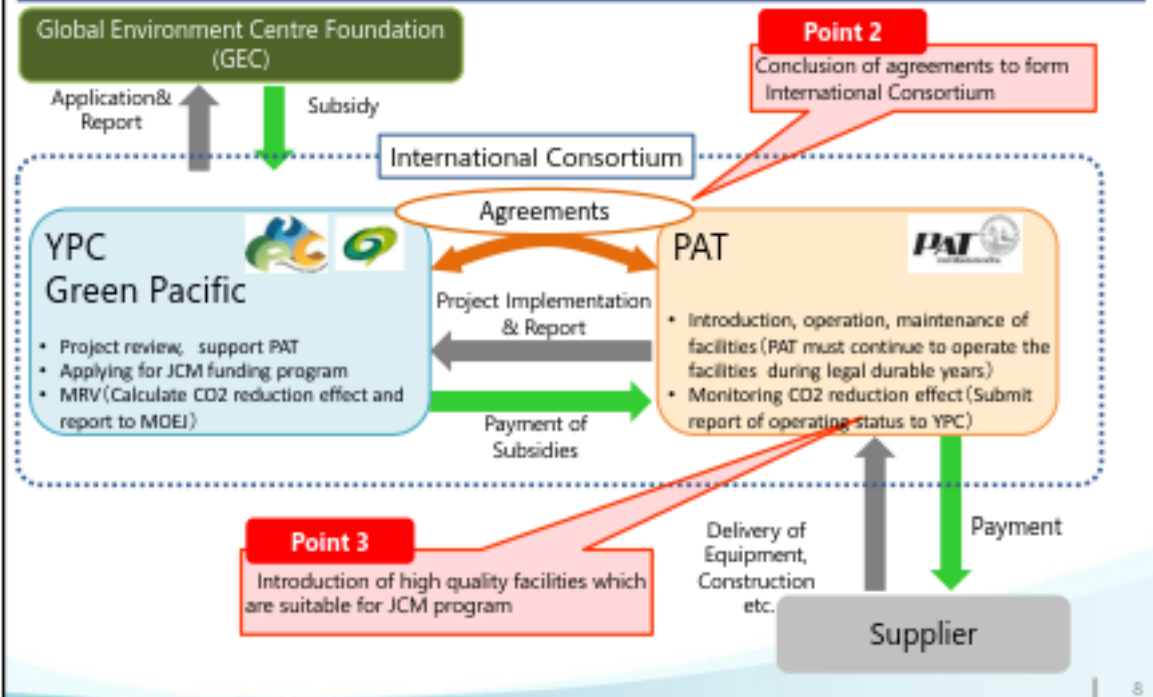 Global Environment Centre Foundation
(GEC)
Point 2
Conclusion of agreements to form
International Consortium
Application&
Report
Subsidy
International Consortium
Agreements
YPC
Green Pacific
• Project review, support PAT
• Applying for JCM funding program
• MRV(Calculate CO2 reduction effect and
report to MOEJ)
Project Implementation
& Report
Payment of
Subsidies
PAT
PAT
• Introduction, operation, maintenance of
facilities(PAT must continue to operate the
facilities during legal durable years)
• Monitoring CO2 reduction effect(Submit
report of operating status to YPC)
Point 3
Introduction of high quality facilities which
are suitable for JCM program
Delivery of
Equipment,
Construction
etc.
Payment
Supplier
8